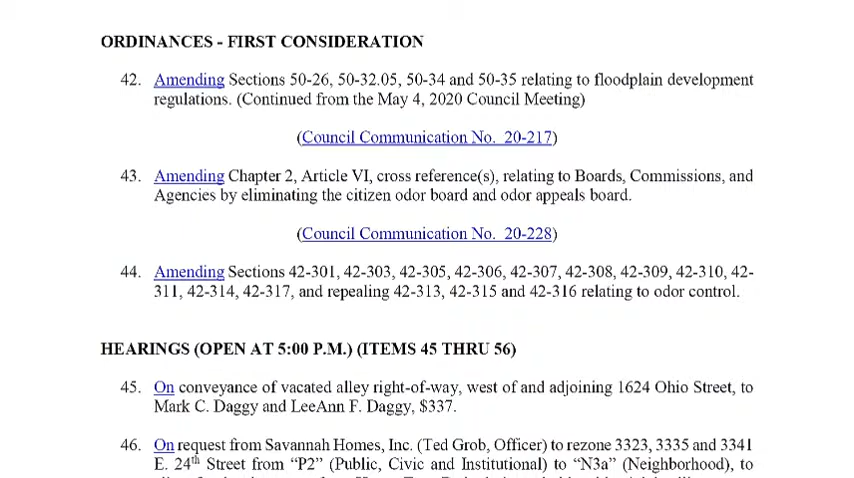 ORDINANCES - FIRST CONSIDERATION
42. Amending Sections 50-26, 50-32.05, 50-34 and 50-35 relating to floodplain development
regulations. (Continued from the May 4, 2020 Council Meeting)
(Council Communication No. 20-217)
43. Amending Chapter 2, Article VI, cross reference(s), relating to Boards, Commissions, and
Agencies by eliminating the citizen odor board and odor appeals board.
(Council Communication No. 20-228)
44. Amending Sections 42-301, 42-303, 42-305, 42-306, 42-307, 42-308, 42-309, 42-310, 42-
311, 42-314, 42-317, and repealing 42-313, 42-315 and 42-316 relating to odor control.
HEARINGS (OPEN AT 5:00 P.M.) (ITEMS 45 THRU 56)
45. On conveyance of vacated alley right-of-way, west of and adjoining 1624 Ohio Street, to
Mark C. Daggy and LeeAnn F. Daggy, $337.
46. On request from Savannah Homes, Inc. (Ted Grob, Officer) to rezone 3323, 3335 and 3341
E. 24th Street from “P2” (Public, Civic and Institutional) to “N3a” (Neighborhood), to